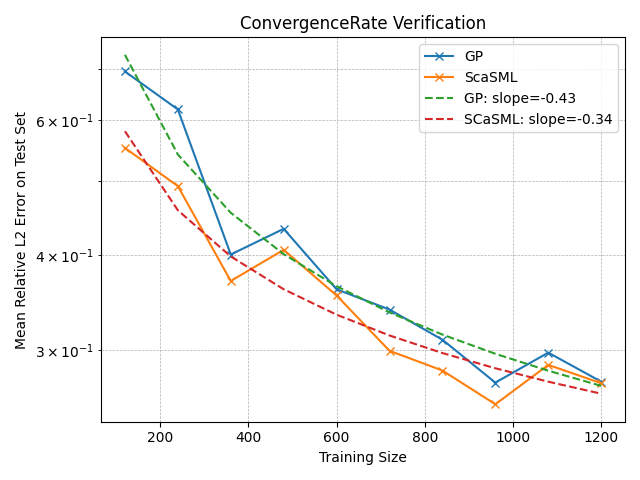 ConvergenceRate Verification
GP
ScaSML
GP: slope=-0.43
SCaSML: slope=-0.34
Mean Relative L2 Error on Test Set
6 × 10⁻¹
4 × 10⁻¹
3 × 10⁻¹
200 400 600 800 1000 1200
Training Size